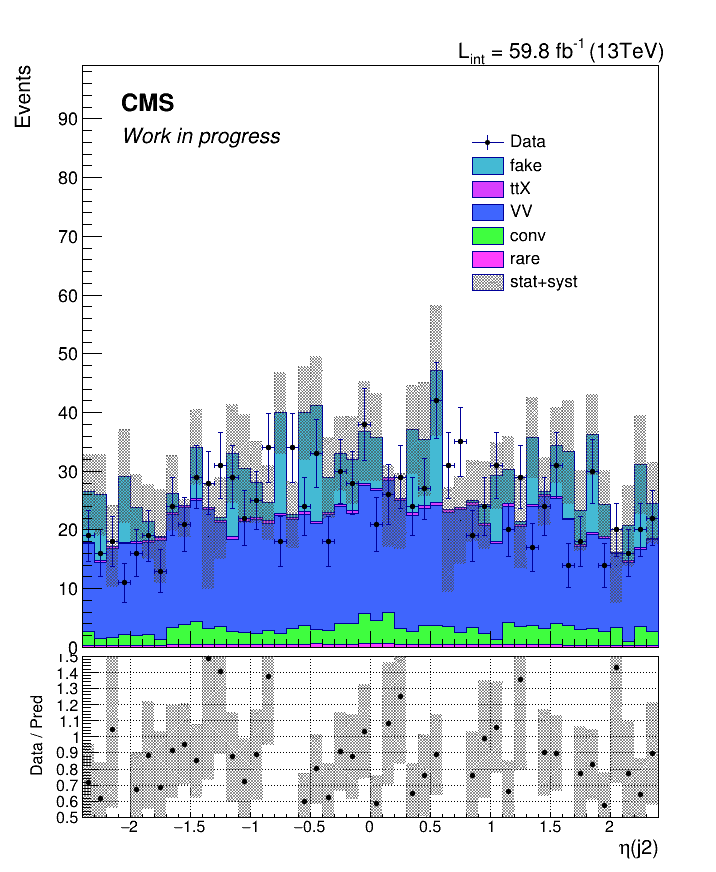 L_int = 59.8 fb^-1 (13TeV)
Events
CMS
Work in progress
Data
fake
ttX
VV
conv
rare
stat+syst
90
80
70
60
50
40
30
20
10
0
Data / Pred
1.5
1.4
1.3
1.2
1.1
1
0.9
0.8
0.7
0.6
0.5
−2 −1.5 −1 −0.5 0 0.5 1 1.5 2
η(j2)